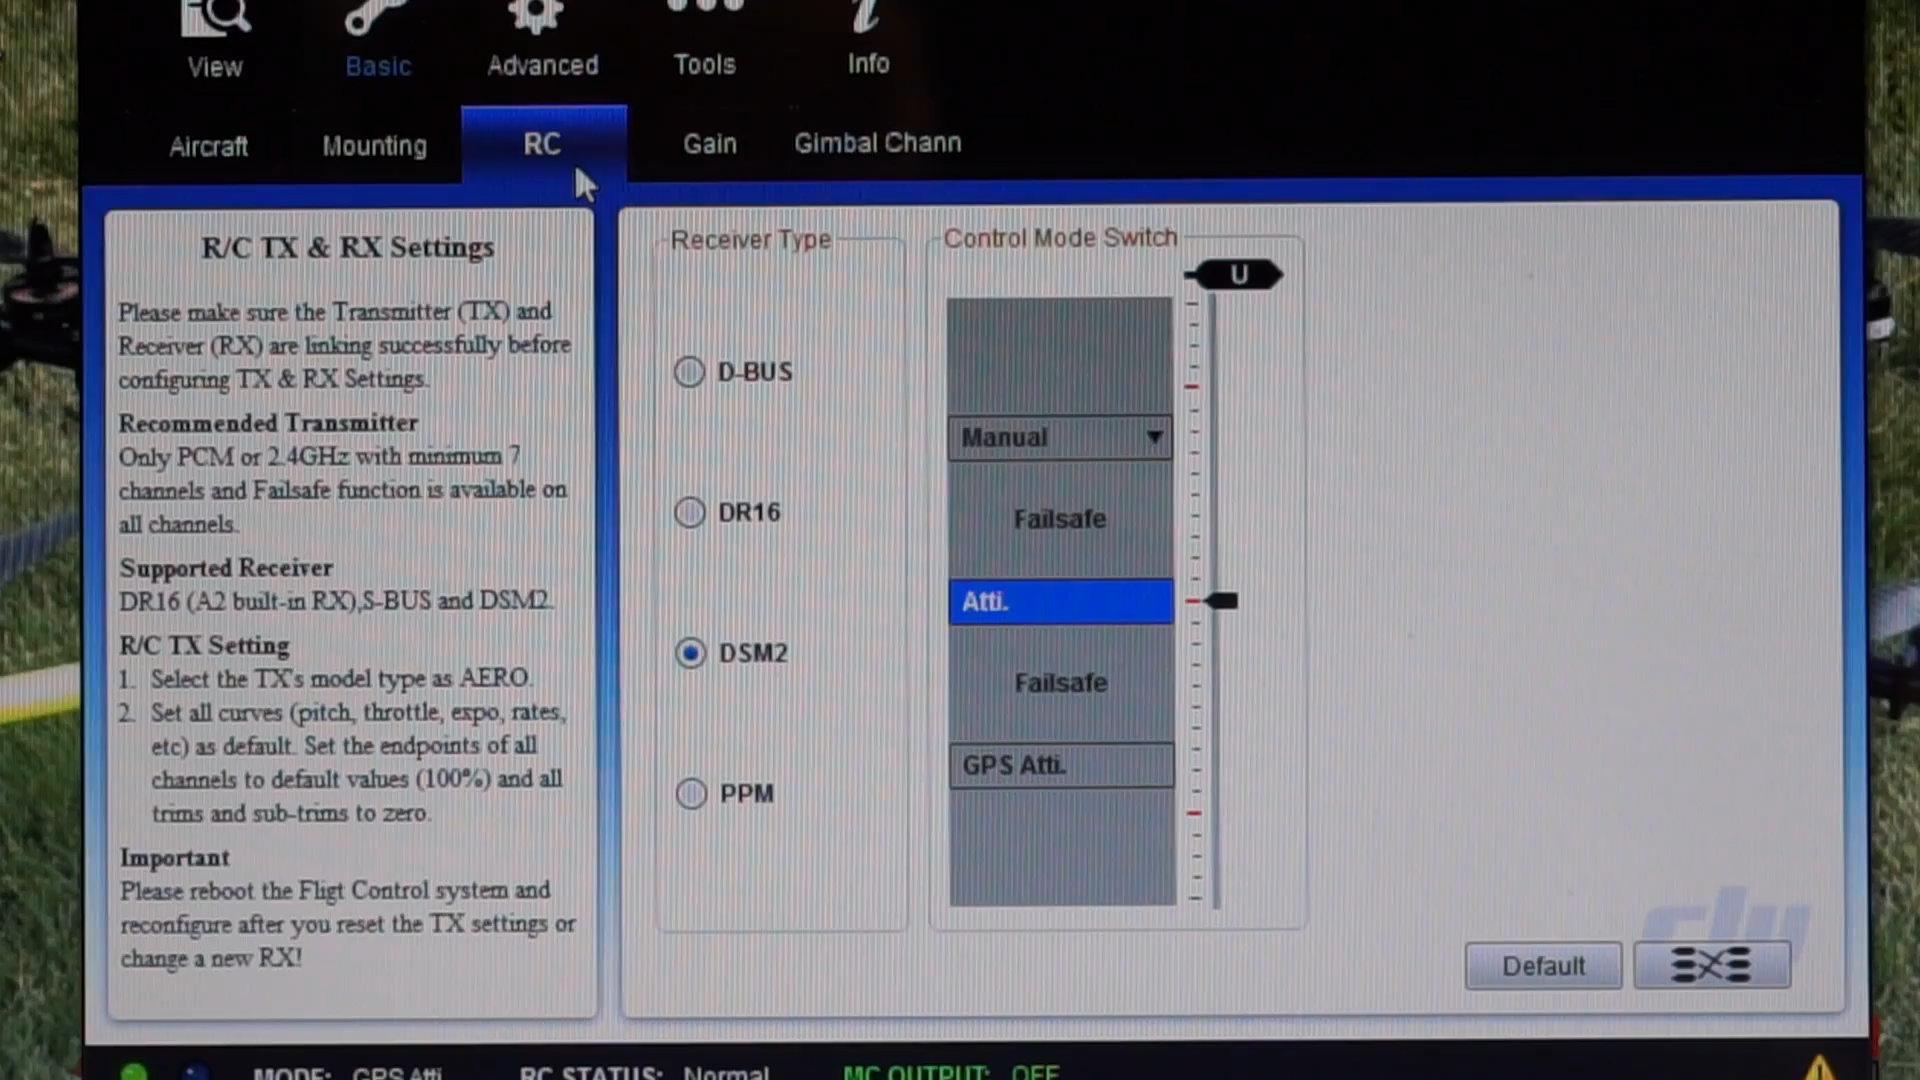 View Basic Advanced Tools Info
Aircraft Mounting RC Gain Gimbal Chann
R/C TX & RX Settings
Please make sure the Transmitter (TX) and
Receiver (RX) are linking successfully before
configuring TX & RX Settings.
Recommended Transmitter
Only PCM or 2.4GHz with minimum 7
channels and Failsafe function is available on
all channels.
Supported Receiver
DR16 (A2 built-in RX),S-BUS and DSM2.
R/C TX Setting
1. Select the TX's model type as AERO.
2. Set all curves (pitch, throttle, expo, rates,
etc) as default. Set the endpoints of all
channels to default values (100%) and all
trims and sub-trims to zero.
Important
Please reboot the Fligt Control system and
reconfigure after you reset the TX settings or
change a new RX!
Receiver Type
D-BUS
DR16
DSM2
PPM
Control Mode Switch
U
Manual
Failsafe
Atti.
Failsafe
GPS Atti.
Default
MODE: GPS Atti. RC STATUS: Normal MC OUTPUT: OFF